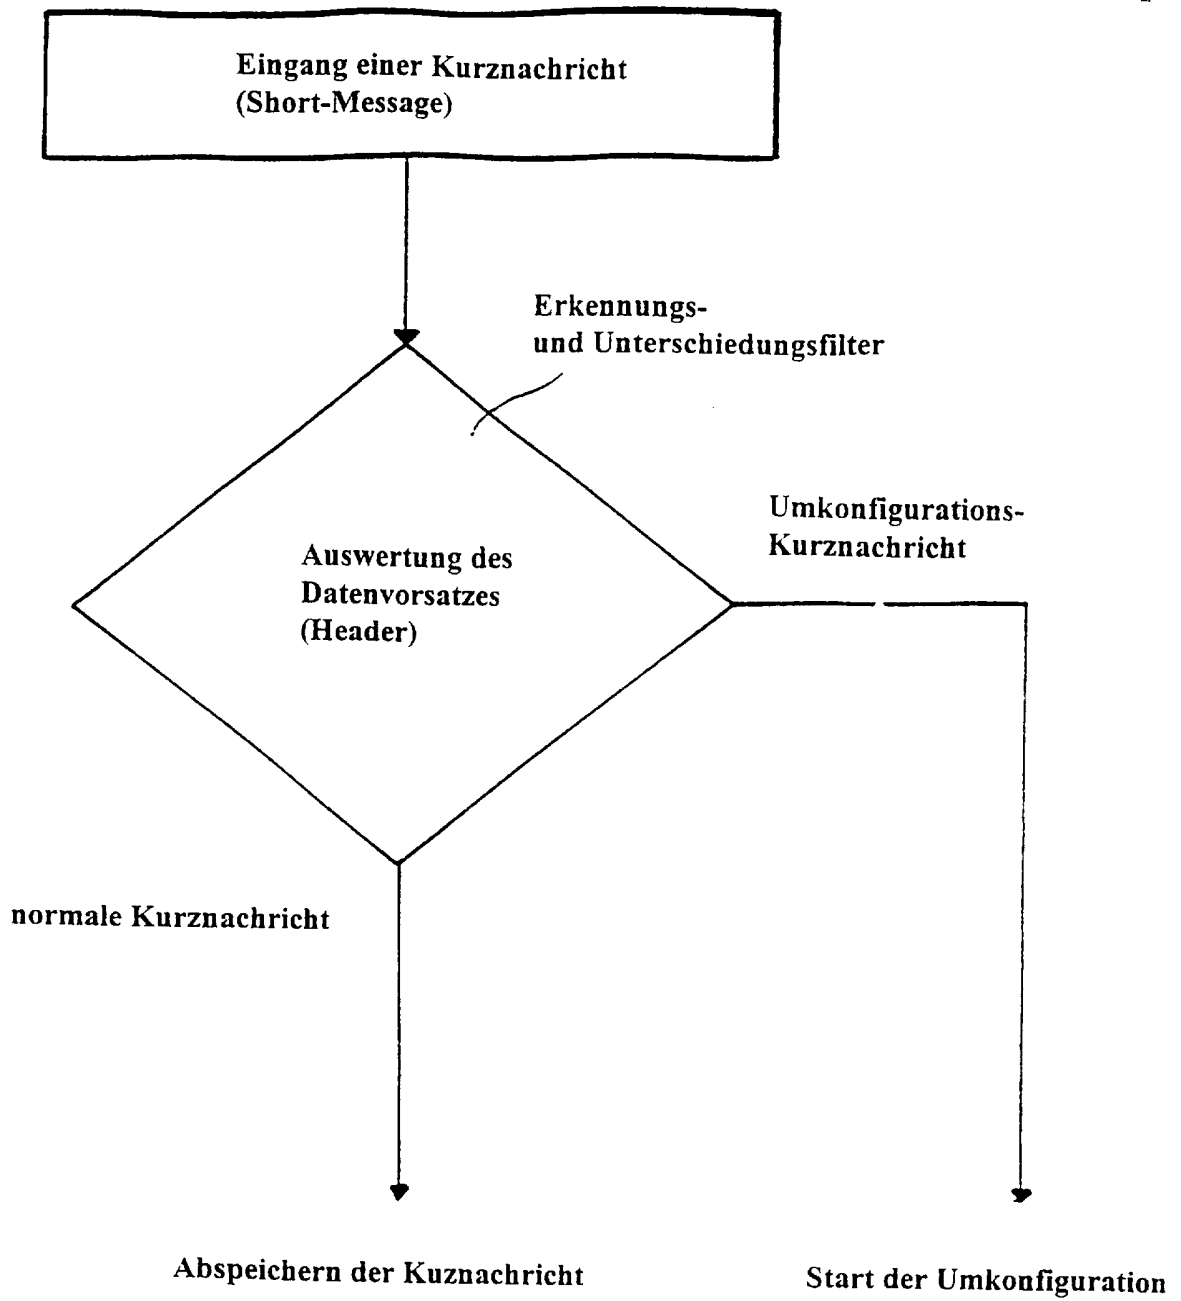 Eingang einer Kurznachricht
(Short-Message)
Erkennungs-
und Unterschiedungsfilter
Umkonfigurations-
Kurznachricht
Auswertung des
Datenvorsatzes
(Header)
normale Kurznachricht
Abspeichern der Kuznachricht
Start der Umkonfiguration